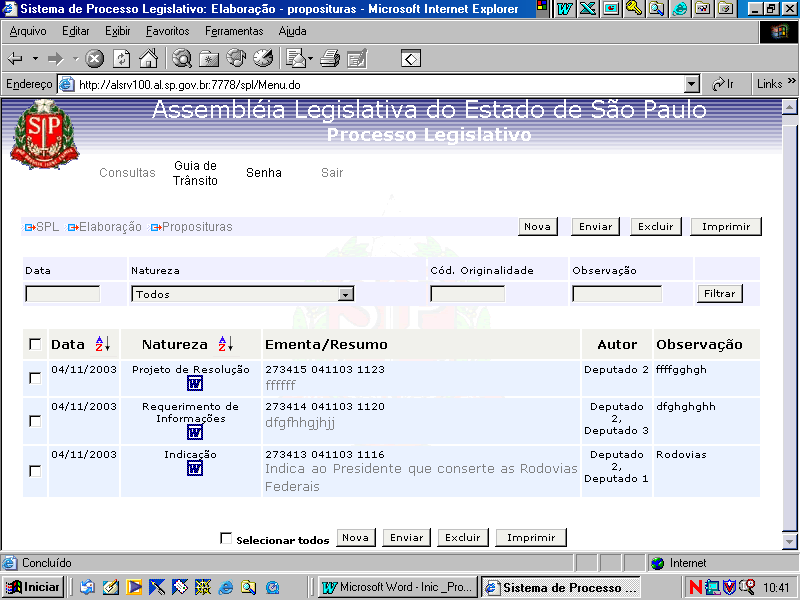 Sistema de Processo Legislativo: Elaboração - proposituras - Microsoft Internet Explorer
Arquivo Editar Exibir Favoritos Ferramentas Ajuda
Endereço http://alsrv100.al.sp.gov.br:7778/spl/Menu.do Ir Links »
Assembléia Legislativa do Estado de São Paulo
Processo Legislativo
SP
Consultas Guia de Trânsito Senha Sair
SPL Elaboração Proposituras Nova Enviar Excluir Imprimir
Data Natureza Cód. Originalidade Observação
Todos Filtrar
Data Natureza Ementa/Resumo Autor Observação
04/11/2003 Projeto de Resolução 273415 041103 1123 Deputado 2 ffffgghgh
ffffff
04/11/2003 Requerimento de 273414 041103 1120 Deputado dfghghghh
Informações dfgfhhgjhjj 2,
Deputado 3
04/11/2003 Indicação 273413 041103 1116 Deputado Rodovias
Indica ao Presidente que conserte as Rodovias 2,
Federais Deputado 1
Selecionar todos Nova Enviar Excluir Imprimir
Concluído Internet
Iniciar Microsoft Word - Inic _Pro... Sistema de Processo ... 10:41